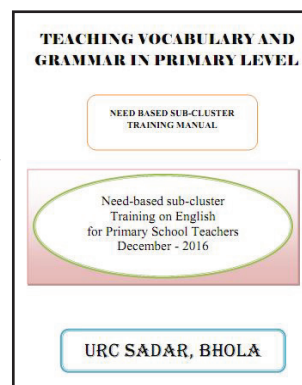 TEACHING VOCABULARY AND
GRAMMAR IN PRIMARY LEVEL
NEED BASED SUB-CLUSTER
TRAINING MANUAL
Need-based sub-cluster
Training on English
for Primary School Teachers
December - 2016
URC SADAR, BHOLA